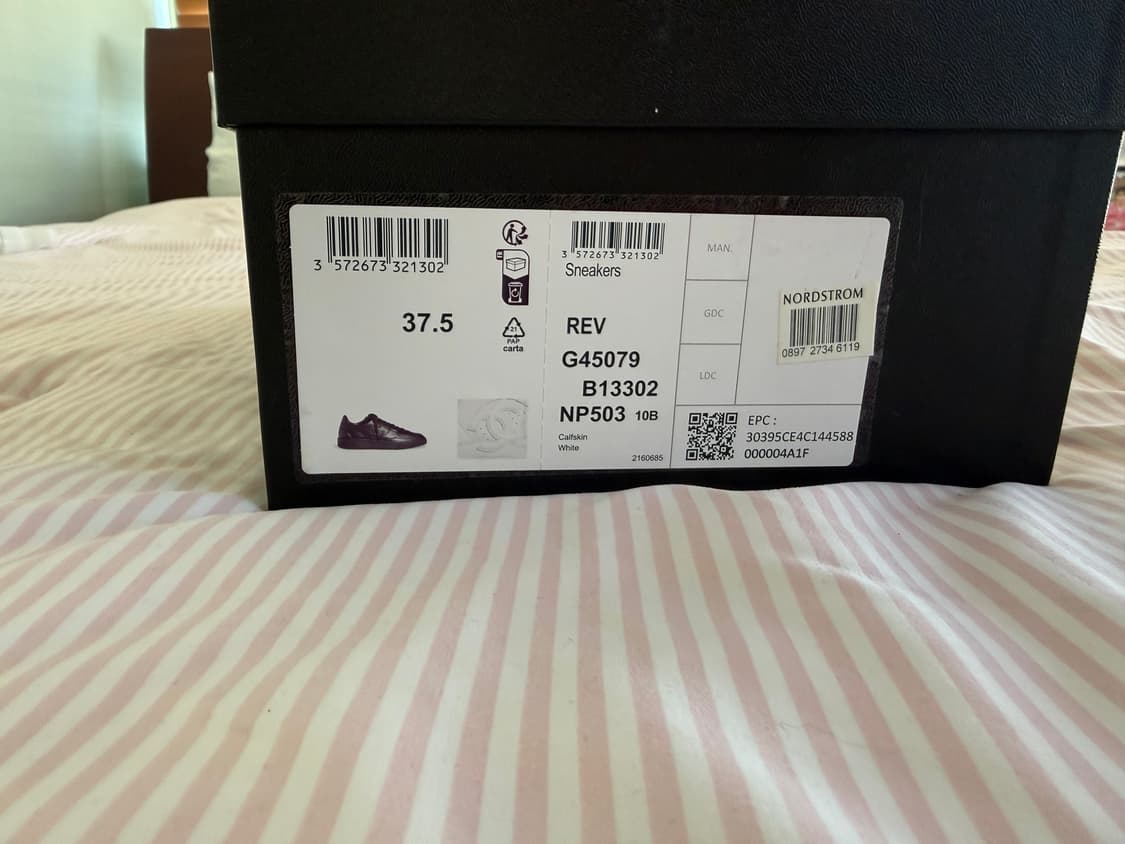 3 572673 321302
37.5
21
PAP
carta
3 572673 321302
Sneakers
REV
G45079
B13302
NP503 10B
Calfskin
White
2160685
MAN.
GDC
LDC
NORDSTROM
0897 2734 6119
EPC :
30395CE4C144588
000004A1F